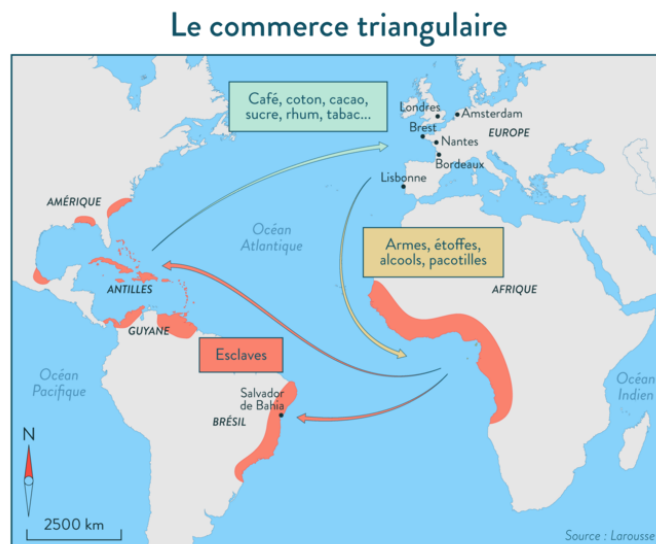 Le commerce triangulaire
Café, coton, cacao,
sucre, rhum, tabac...
Londres
Amsterdam
Brest
EUROPE
Nantes
Bordeaux
Lisbonne
AMÉRIQUE
Océan
Atlantique
Armes, étoffes,
alcools, pacotilles
ANTILLES
AFRIQUE
GUYANE
Esclaves
Océan
Pacifique
Océan
Indien
Salvador
de Bahia
BRÉSIL
N
2500 km
Source : Larousse